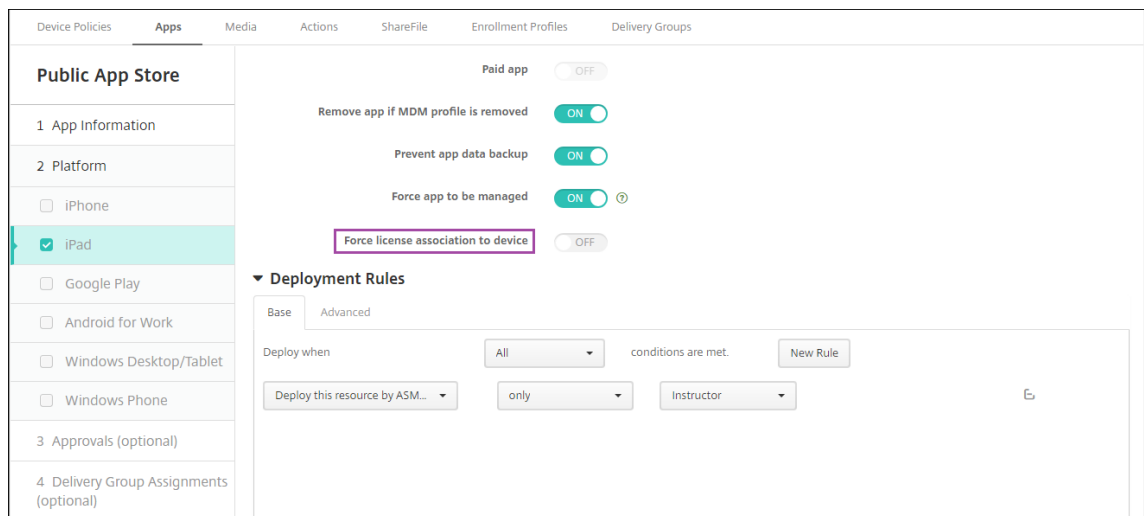 Device Policies Apps Media Actions ShareFile Enrollment Profiles Delivery Groups
Public App Store
1 App Information
2 Platform
iPhone
iPad
Google Play
Android for Work
Windows Desktop/Tablet
Windows Phone
3 Approvals (optional)
4 Delivery Group Assignments
(optional)
Paid app OFF
Remove app if MDM profile is removed ON
Prevent app data backup ON
Force app to be managed ON ?
Force license association to device OFF
Deployment Rules
Base Advanced
Deploy when All conditions are met. New Rule
Deploy this resource by ASM... only Instructor